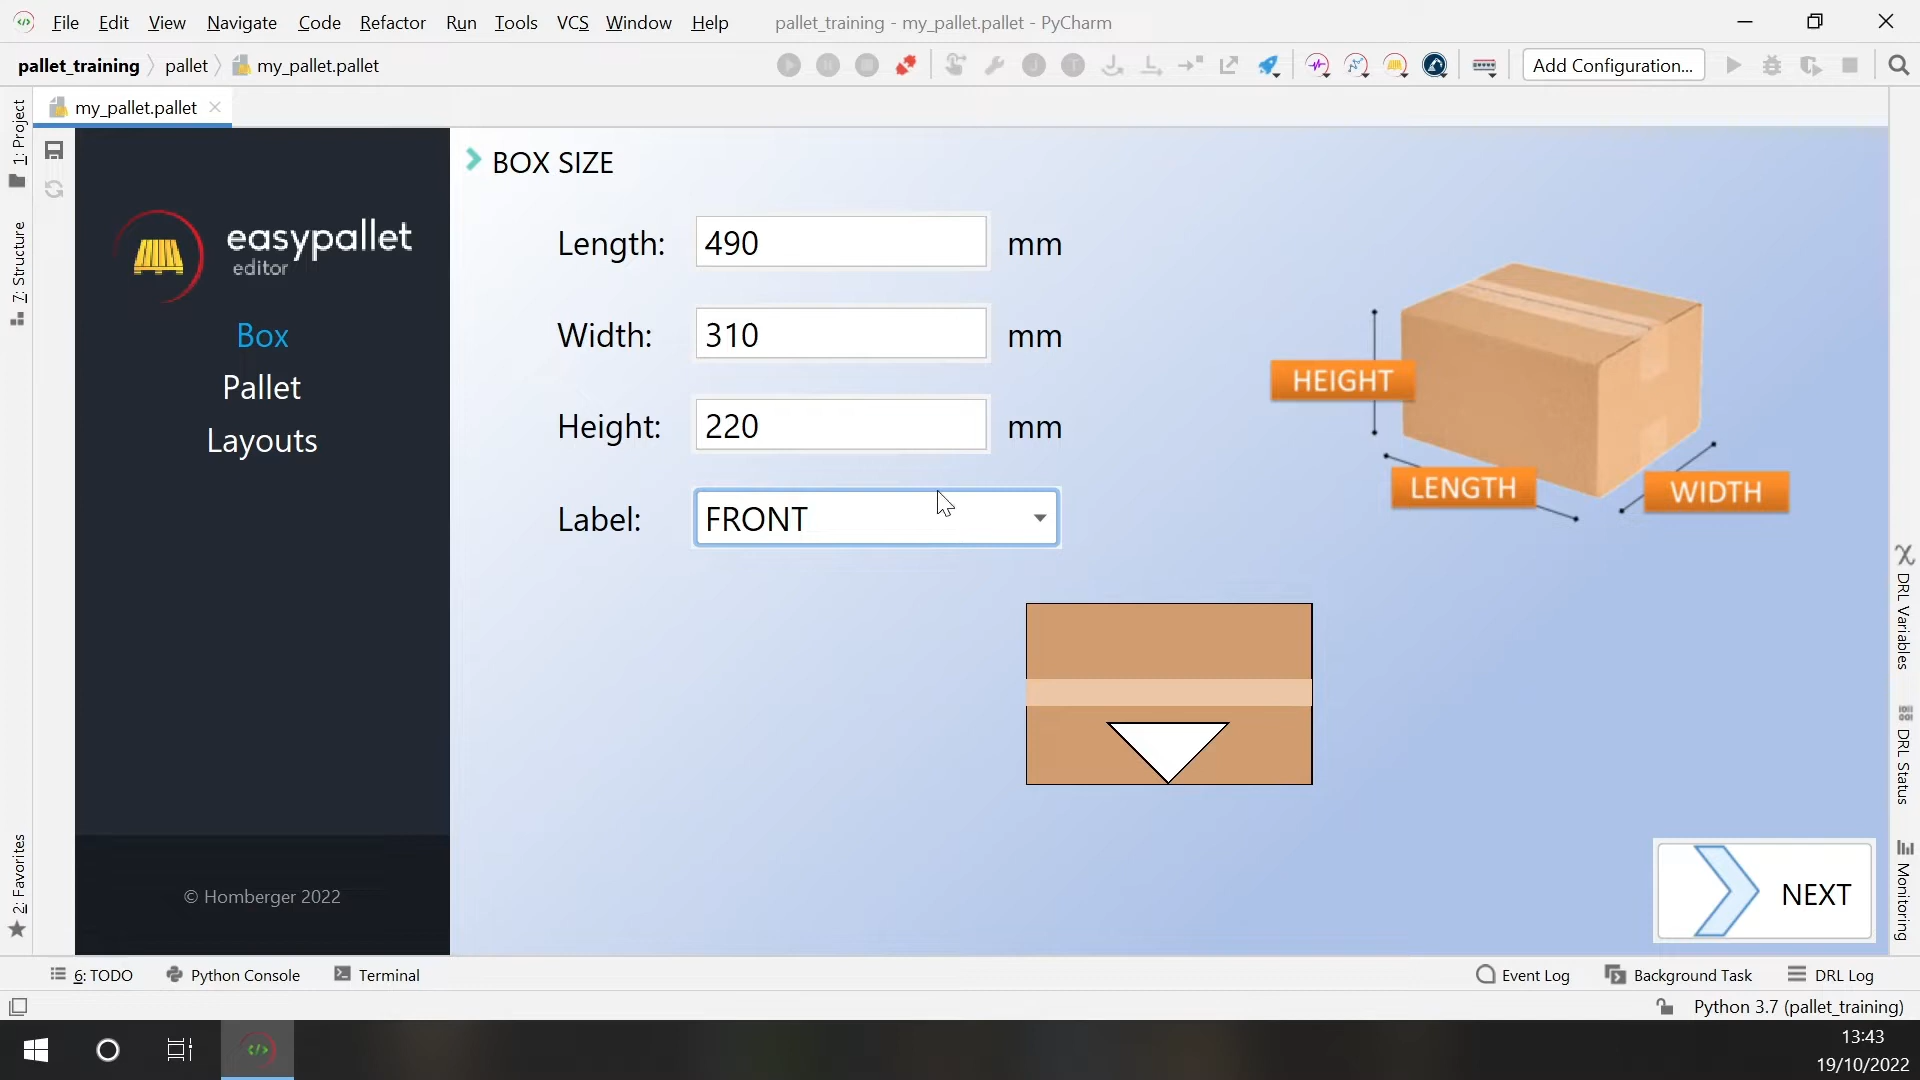 File Edit View Navigate Code Refactor Run Tools VCS Window Help pallet_training - my_pallet.pallet - PyCharm
pallet_training pallet my_pallet.pallet Add Configuration...
my_pallet.pallet
1: Project
7: Structure
2: Favorites
easypallet
editor
Box
Pallet
Layouts
© Homberger 2022
BOX SIZE
Length: 490 mm
Width: 310 mm
Height: 220 mm
Label: FRONT
HEIGHT
LENGTH
WIDTH
NEXT
DRL Variables
DRL Status
Monitoring
6: TODO Python Console Terminal Event Log Background Task DRL Log
Python 3.7 (pallet_training)
13:43
19/10/2022